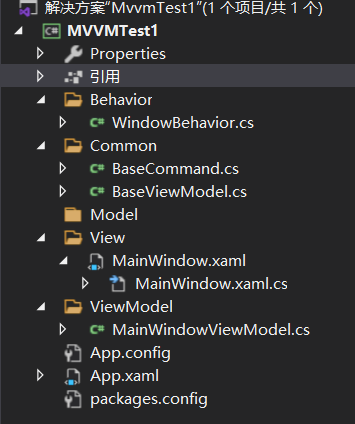 解决方案"MvvmTest1"(1 个项目/共 1 个)
MVVMTest1
Properties
引用
Behavior
WindowBehavior.cs
Common
BaseCommand.cs
BaseViewModel.cs
Model
View
MainWindow.xaml
MainWindow.xaml.cs
ViewModel
MainWindowViewModel.cs
App.config
App.xaml
packages.config